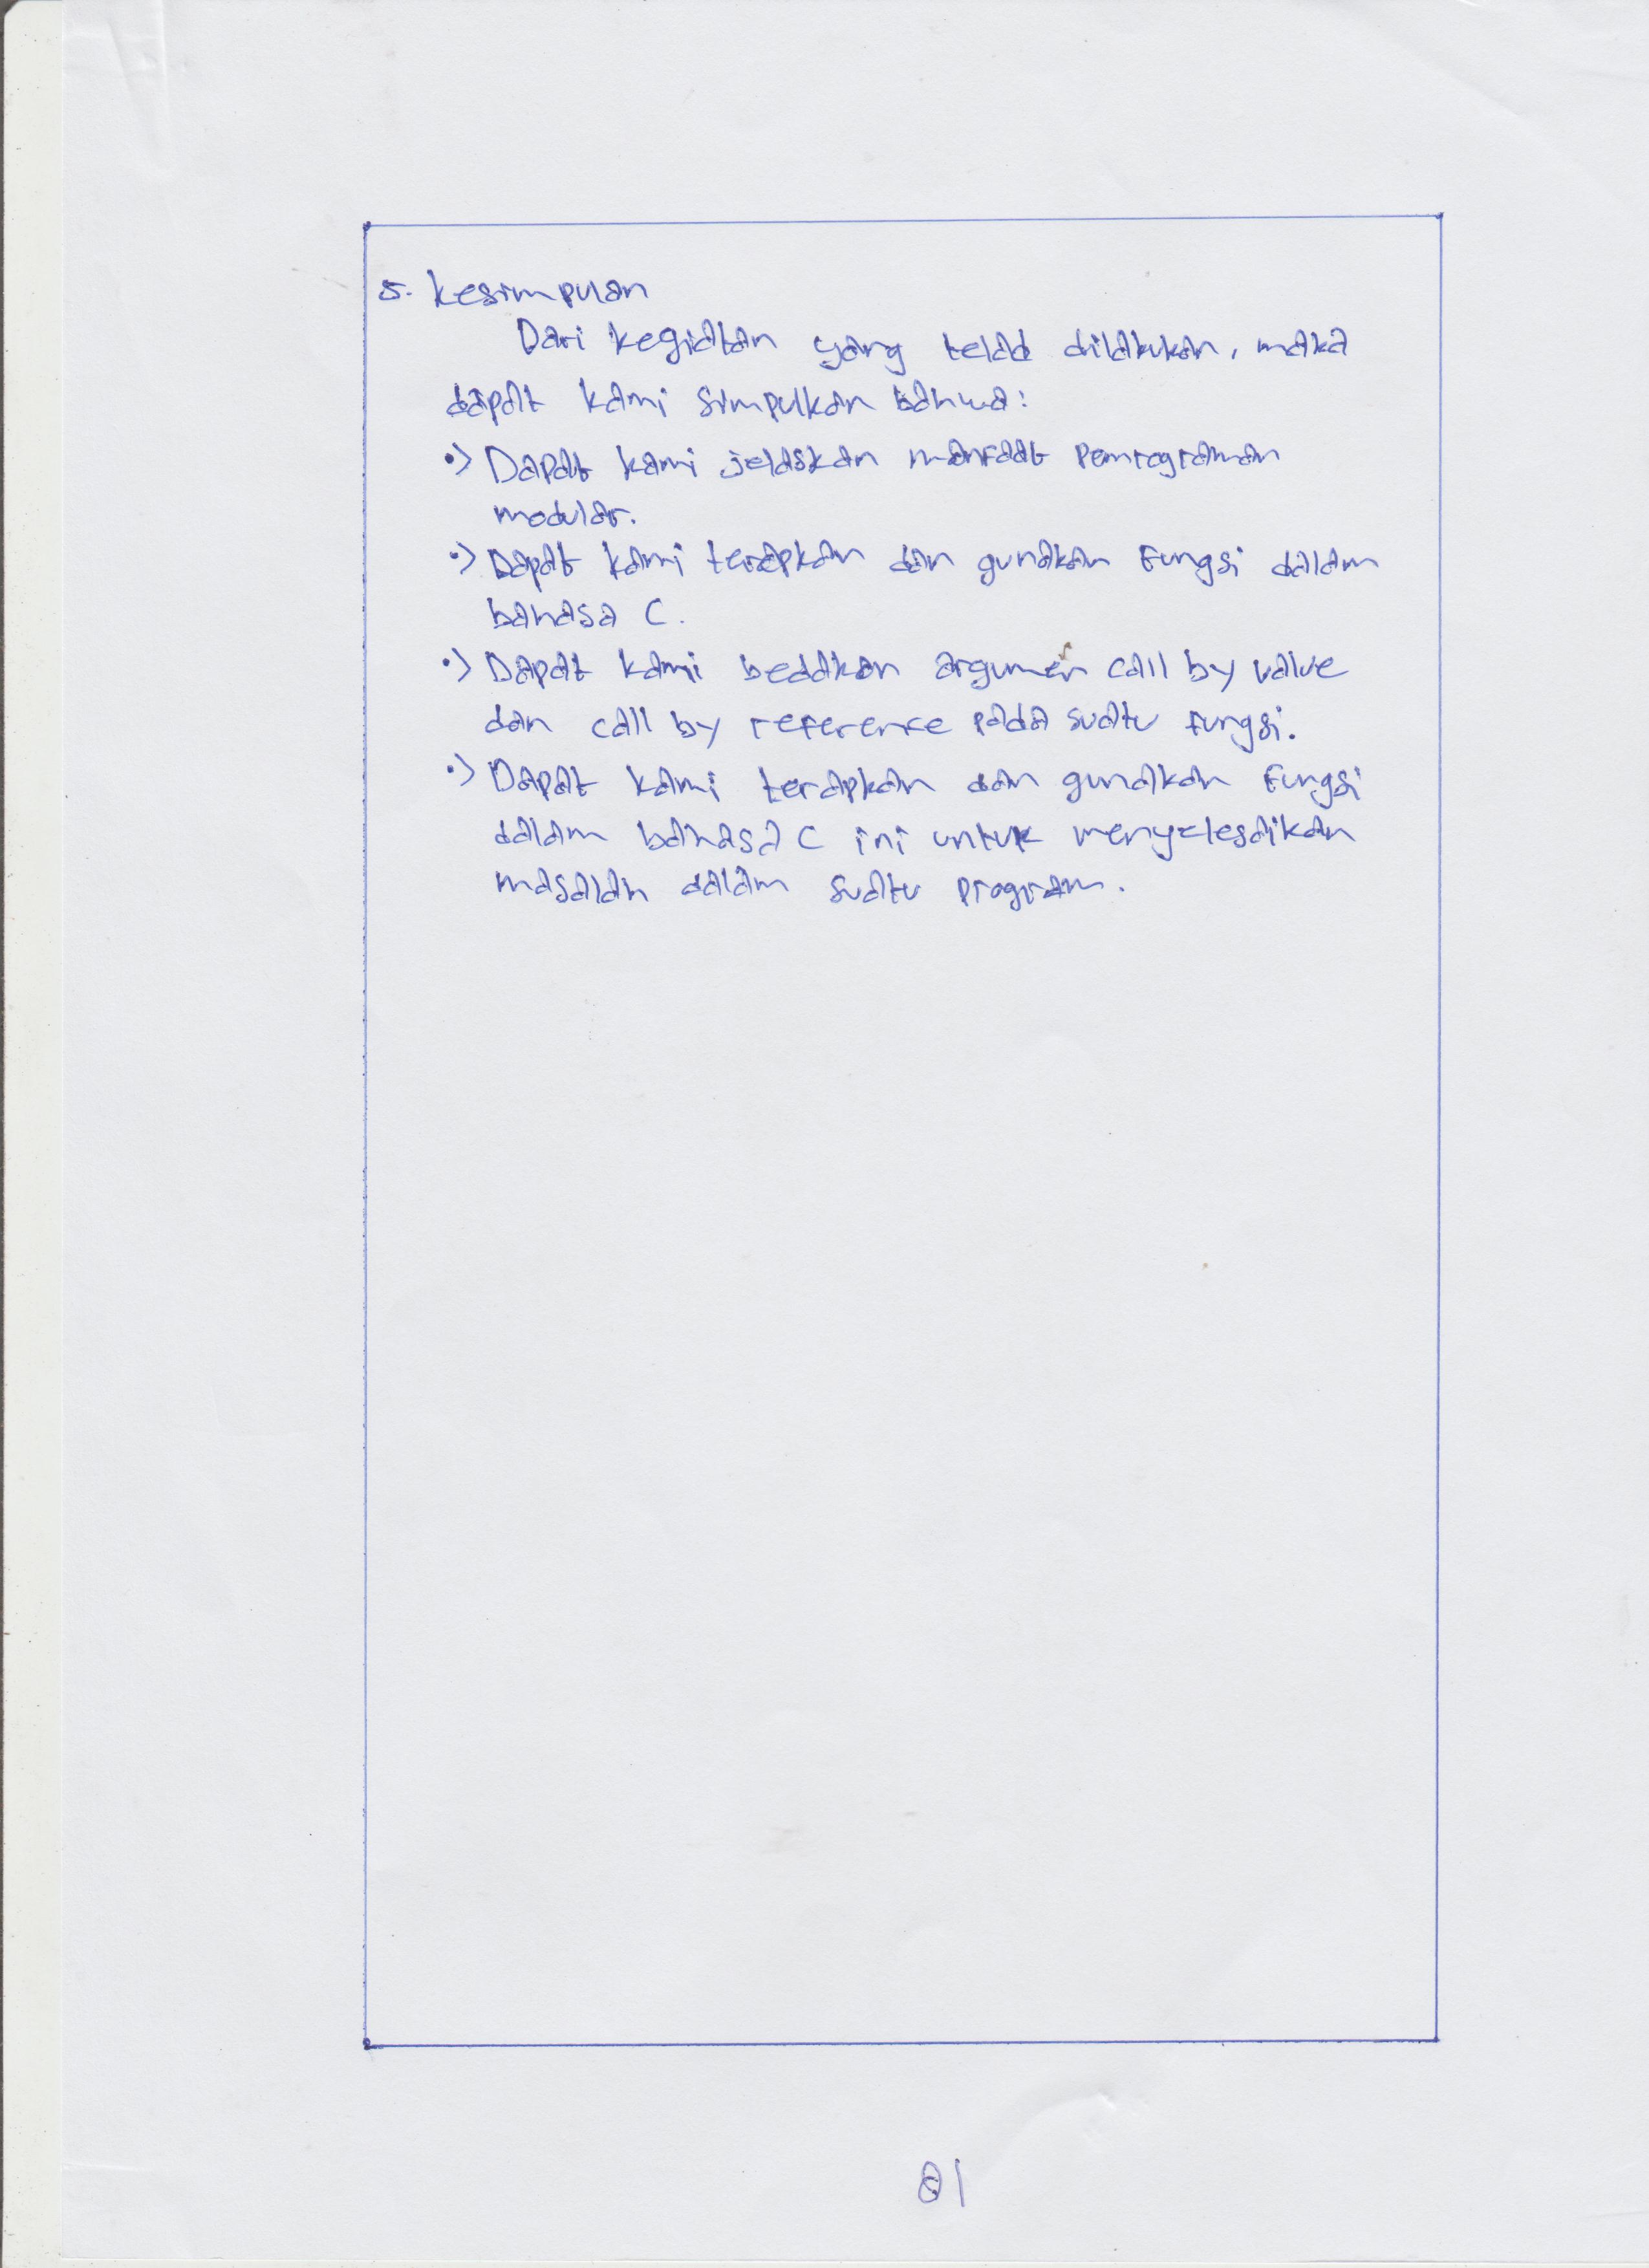 5. Kesimpulan
Dari kegiatan yang telad dilakukan, maka
dapat kami simpulkan bahwa:
•> Dapat kami jelaskan manfaat Pemrograman
modular.
•> Dapat kami terapkan dan gunakan Fungsi dalam
bahasa C.
•> Dapat kami bedakan argumen call by value
dan call by reference pada suatu fungsi.
•> Dapat kami terapkan dan gunakan Fungsi
dalam bahasa C ini untuk menyelesaikan
masalah dalam suatu program.